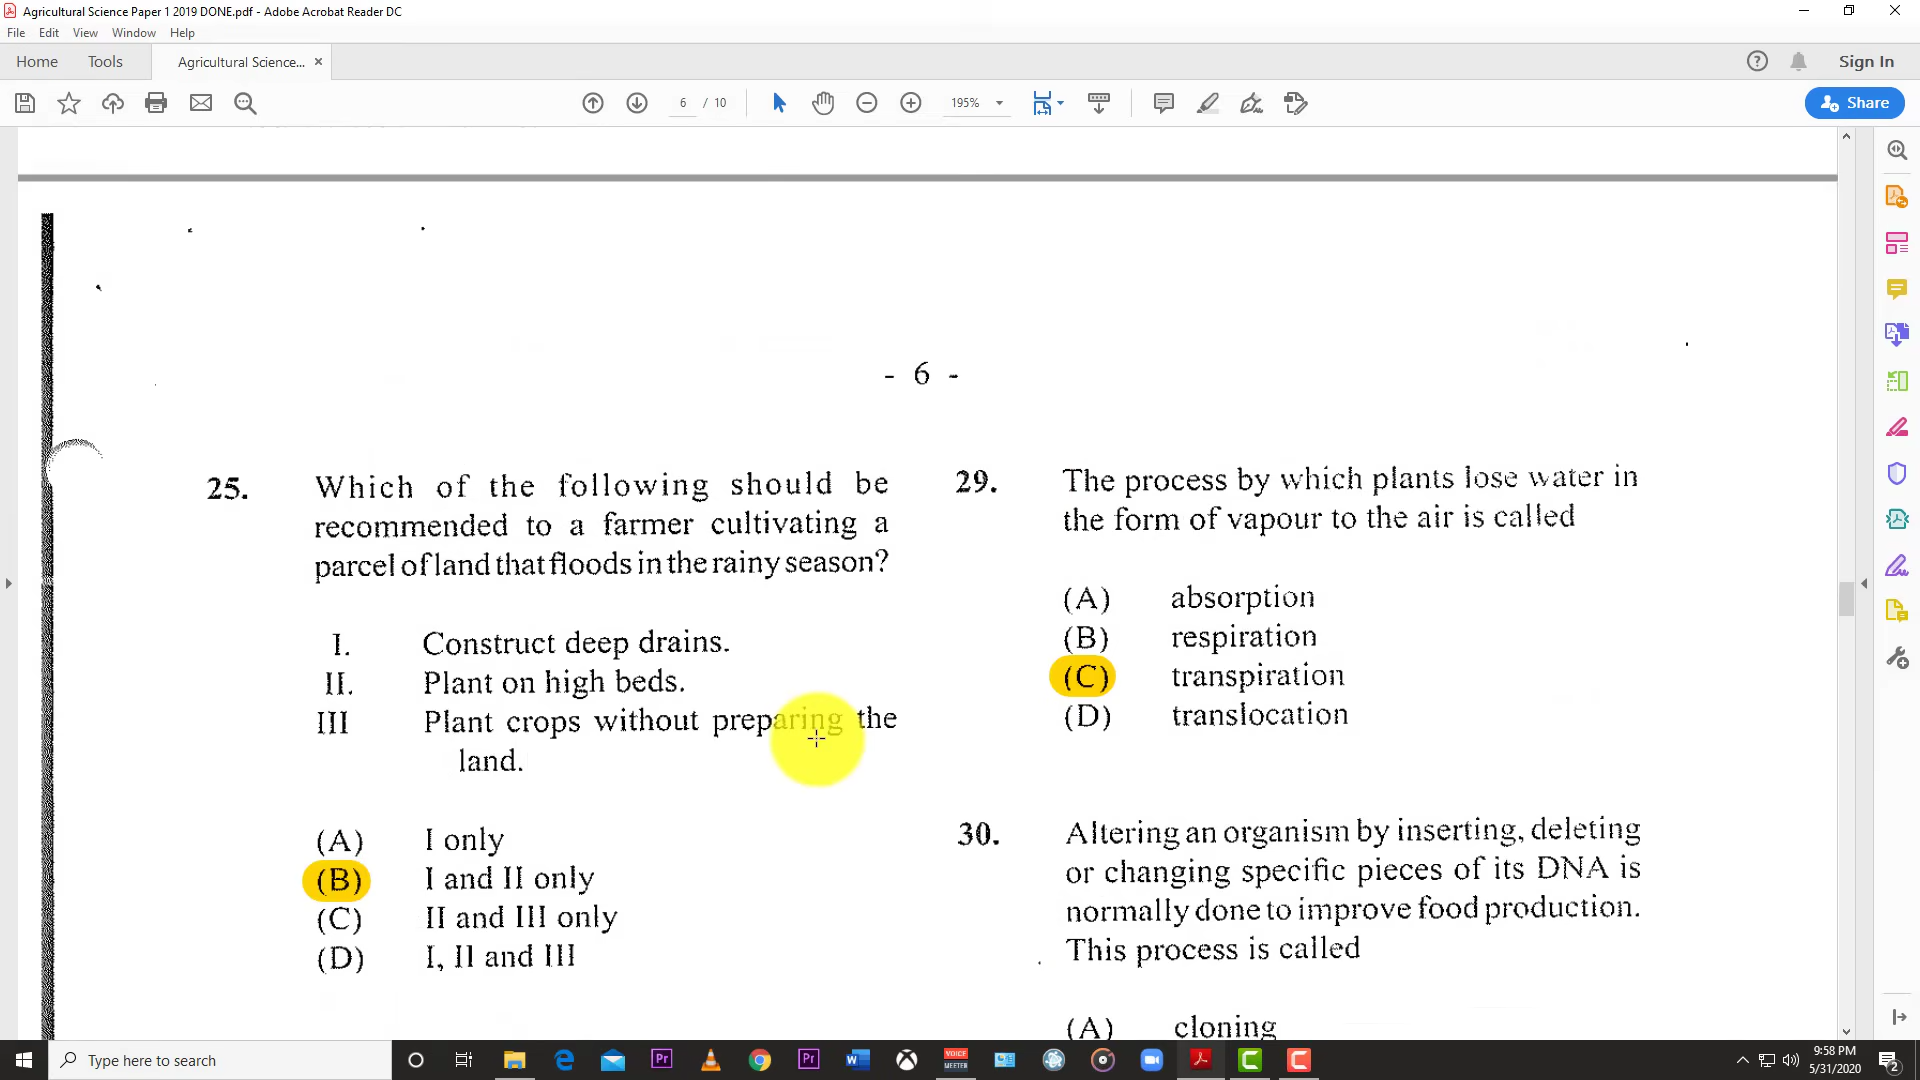 Agricultural Science Paper 1 2019 DONE.pdf - Adobe Acrobat Reader DC
File Edit View Window Help
Home Tools Agricultural Science... × Sign In
6 / 10 195% Share
- 6 -
25. Which of the following should be
recommended to a farmer cultivating a
parcel of land that floods in the rainy season?
I. Construct deep drains.
II. Plant on high beds.
III Plant crops without preparing the
land.
(A) I only
(B) I and II only
(C) II and III only
(D) I, II and III
29. The process by which plants lose water in
the form of vapour to the air is called
(A) absorption
(B) respiration
(C) transpiration
(D) translocation
30. Altering an organism by inserting, deleting
or changing specific pieces of its DNA is
normally done to improve food production.
This process is called
(A) cloning
Type here to search
Pr
Pr
VOICE
MEETER
9:58 PM
5/31/2020
2